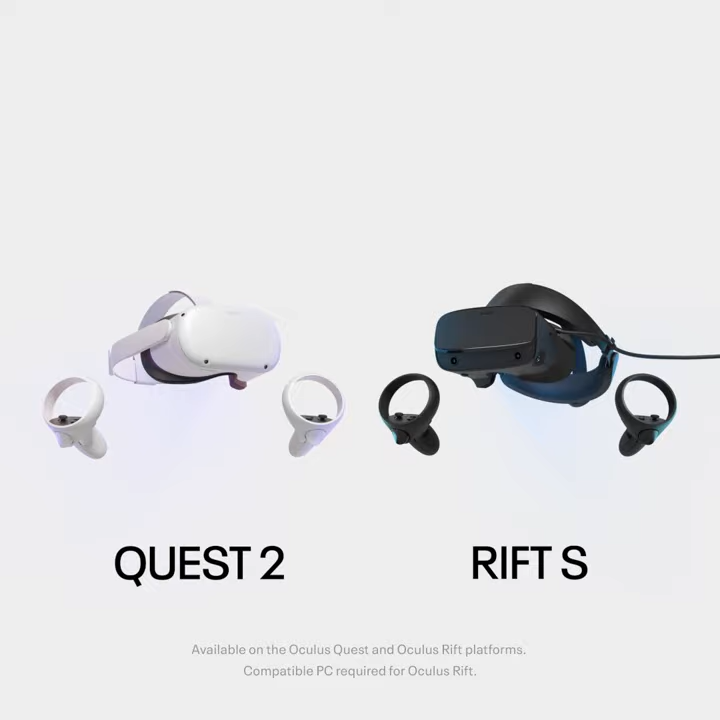 QUEST 2
RIFT S
Available on the Oculus Quest and Oculus Rift platforms.
Compatible PC required for Oculus Rift.